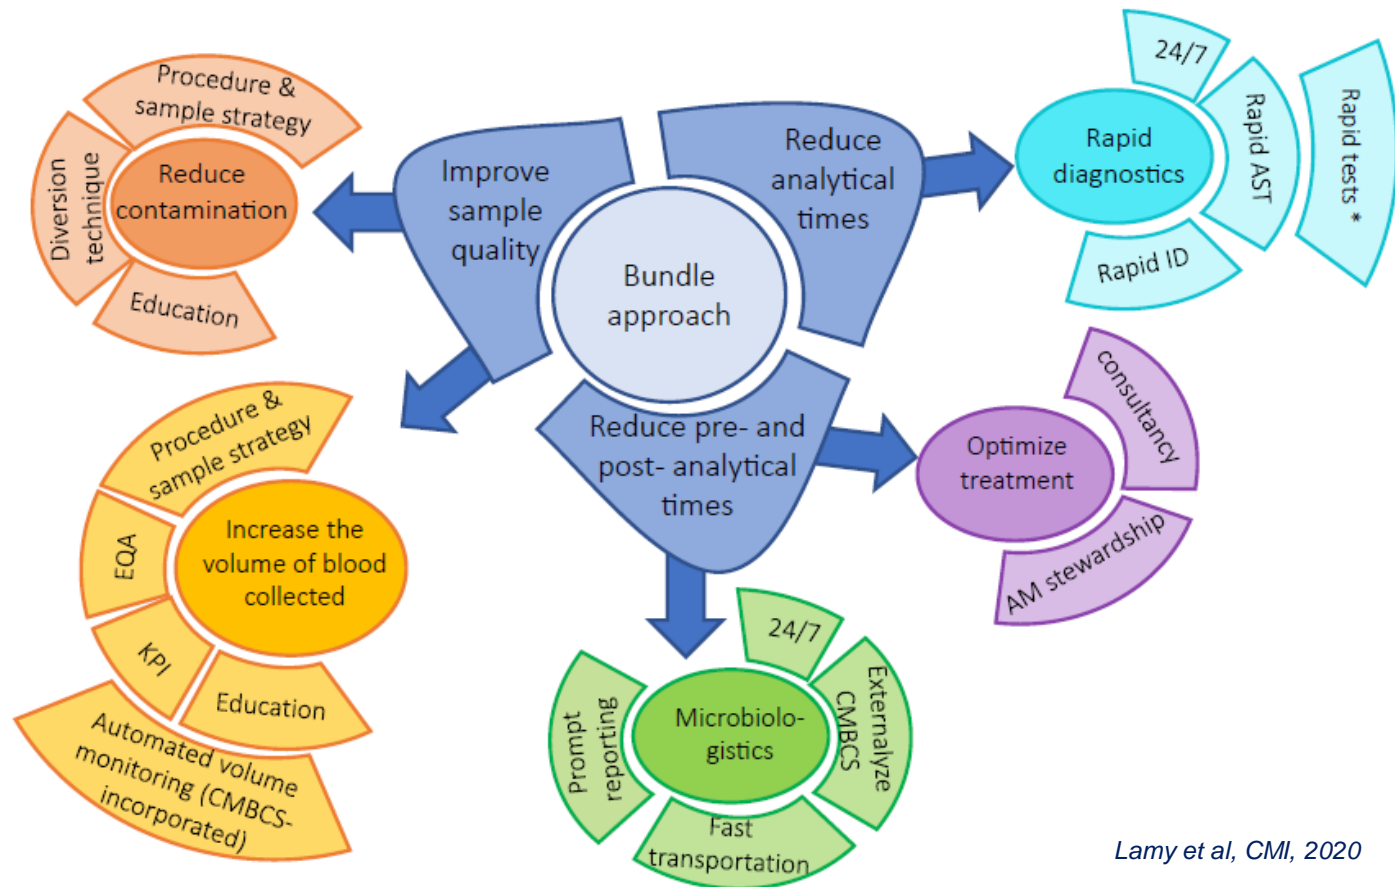 Procedure &
sample strategy
Diversion
technique
Reduce
contamination
Education
Improve
sample
quality
Reduce
analytical
times
Bundle
approach
Reduce pre- and
post- analytical
times
24/7
Rapid
diagnostics
Rapid AST
Rapid tests *
Rapid ID
consultancy
Optimize
treatment
AM stewardship
Procedure &
sample strategy
EQA
Increase the
volume of blood
collected
KPI
Education
Automated volume
monitoring (CMBCS-
incorporated)
24/7
Prompt
reporting
Microbiolo-
gistics
Externalyze
CMBCS
Fast
transportation
Lamy et al, CMI, 2020